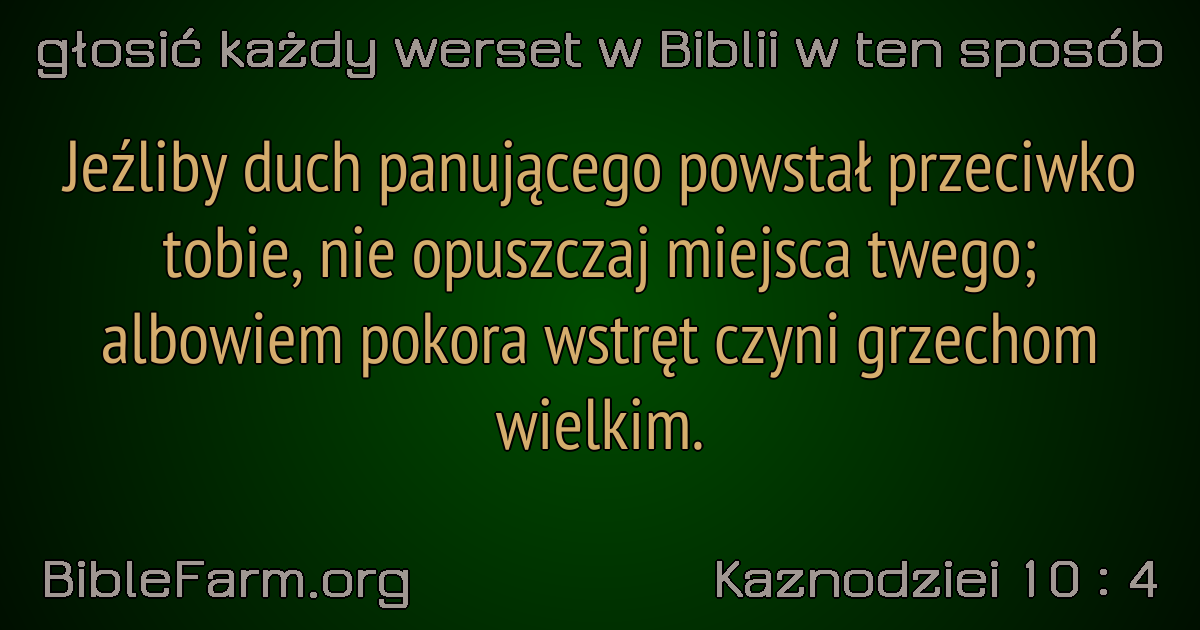 głosić każdy werset w Biblii w ten sposób
Jeźliby duch panującego powstał przeciwko
tobie, nie opuszczaj miejsca twego;
albowiem pokora wstręt czyni grzechom
wielkim.
BibleFarm.org
Kaznodziei 10 : 4